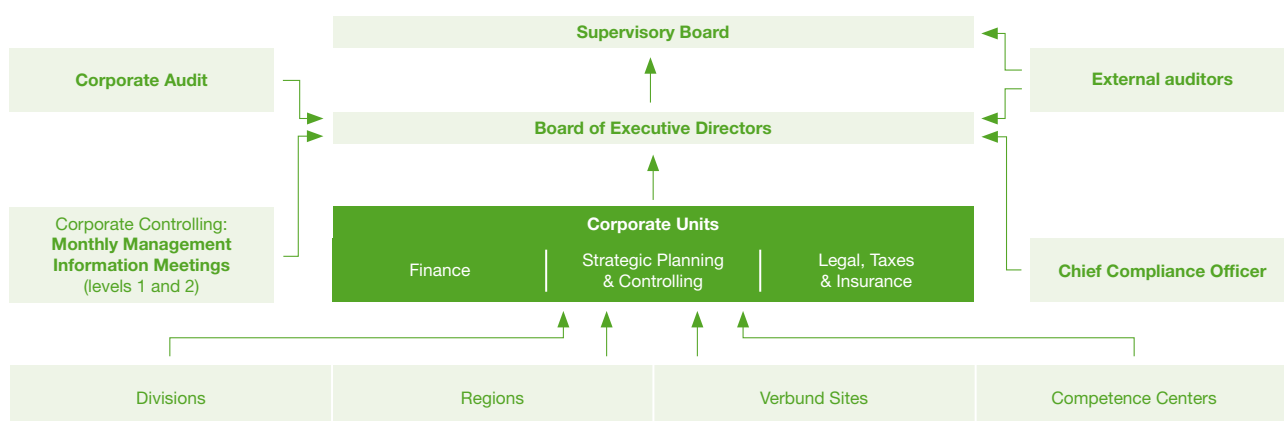 Supervisory Board
Corporate Audit
External auditors
Board of Executive Directors
Corporate Controlling:
Monthly Management
Information Meetings
(levels 1 and 2)
Corporate Units
Finance
Strategic Planning
& Controlling
Legal, Taxes
& Insurance
Chief Compliance Officer
Divisions
Regions
Verbund Sites
Competence Centers